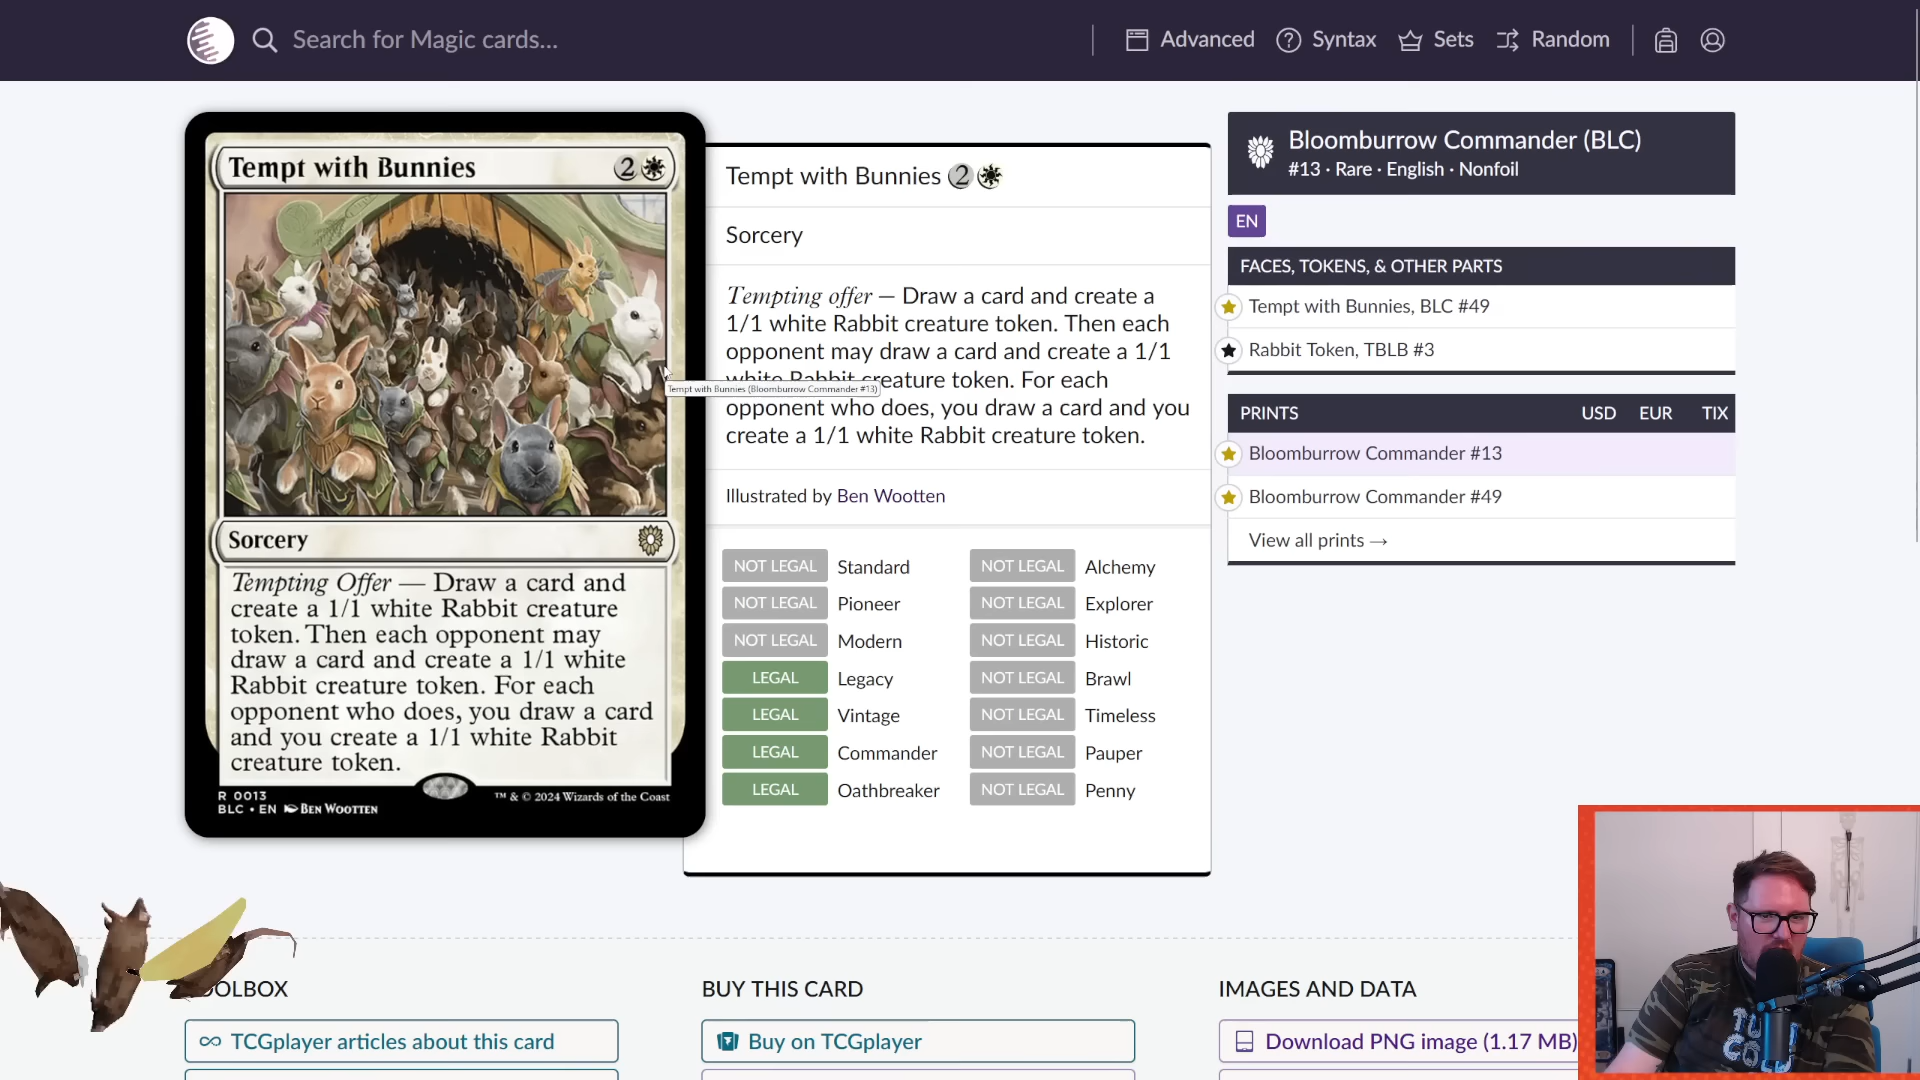 Search for Magic cards...
Advanced
Syntax
Sets
Random
Tempt with Bunnies 2
Sorcery
Tempting Offer — Draw a card and
create a 1/1 white Rabbit creature
token. Then each opponent may
draw a card and create a 1/1 white
Rabbit creature token. For each
opponent who does, you draw a card
and you create a 1/1 white Rabbit
creature token.
R 0013
BLC • EN BEN WOOTTEN
™ & © 2024 Wizards of the Coast
Tempt with Bunnies 2
Sorcery
Tempting offer — Draw a card and create a
1/1 white Rabbit creature token. Then each
opponent may draw a card and create a 1/1
white Rabbit creature token. For each
opponent who does, you draw a card and you
create a 1/1 white Rabbit creature token.
Tempt with Bunnies (Bloomburrow Commander #13)
Illustrated by Ben Wootten
NOT LEGAL Standard NOT LEGAL Alchemy
NOT LEGAL Pioneer NOT LEGAL Explorer
NOT LEGAL Modern NOT LEGAL Historic
LEGAL Legacy NOT LEGAL Brawl
LEGAL Vintage NOT LEGAL Timeless
LEGAL Commander NOT LEGAL Pauper
LEGAL Oathbreaker NOT LEGAL Penny
Bloomburrow Commander (BLC)
#13 · Rare · English · Nonfoil
EN
FACES, TOKENS, & OTHER PARTS
Tempt with Bunnies, BLC #49
Rabbit Token, TBLB #3
PRINTS USD EUR TIX
Bloomburrow Commander #13
Bloomburrow Commander #49
View all prints →
OLBOX
TCGplayer articles about this card
BUY THIS CARD
Buy on TCGplayer
IMAGES AND DATA
Download PNG image (1.17 MB)